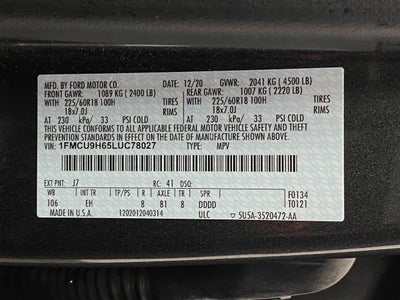 MFD. BY FORD MOTOR CO. 12/20 GVWR: 2041 KG (4500 LB)
FRONT GAWR: 1089 KG (2400 LB) REAR GAWR: 1007 KG (2220 LB)
WITH 225/60R18 100H TIRES WITH 225/60R18 100H TIRES
18x7.0J RIMS 18x7.0J RIMS
AT 230 kPa/ 33 PSI COLD AT 230 kPa/ 33 PSI COLD
THIS VEHICLE CONFORMS TO ALL APPLICABLE FEDERAL MOTOR VEHICLE SAFETY AND
THEFT PREVENTION STANDARDS IN EFFECT ON THE DATE OF MANUFACTURE SHOWN ABOVE.
VIN: 1FMCU9H65LUC78027 TYPE: MPV
EXT PNT: J7 RC: 41 DSO: F0134
WB INT TR TP/PS R AXLE TR SPR T0121
106 EH 8 81 8 DDDD
MADE IN U.S.A. 1202012040314 ULC 5U5A-3520472-AA